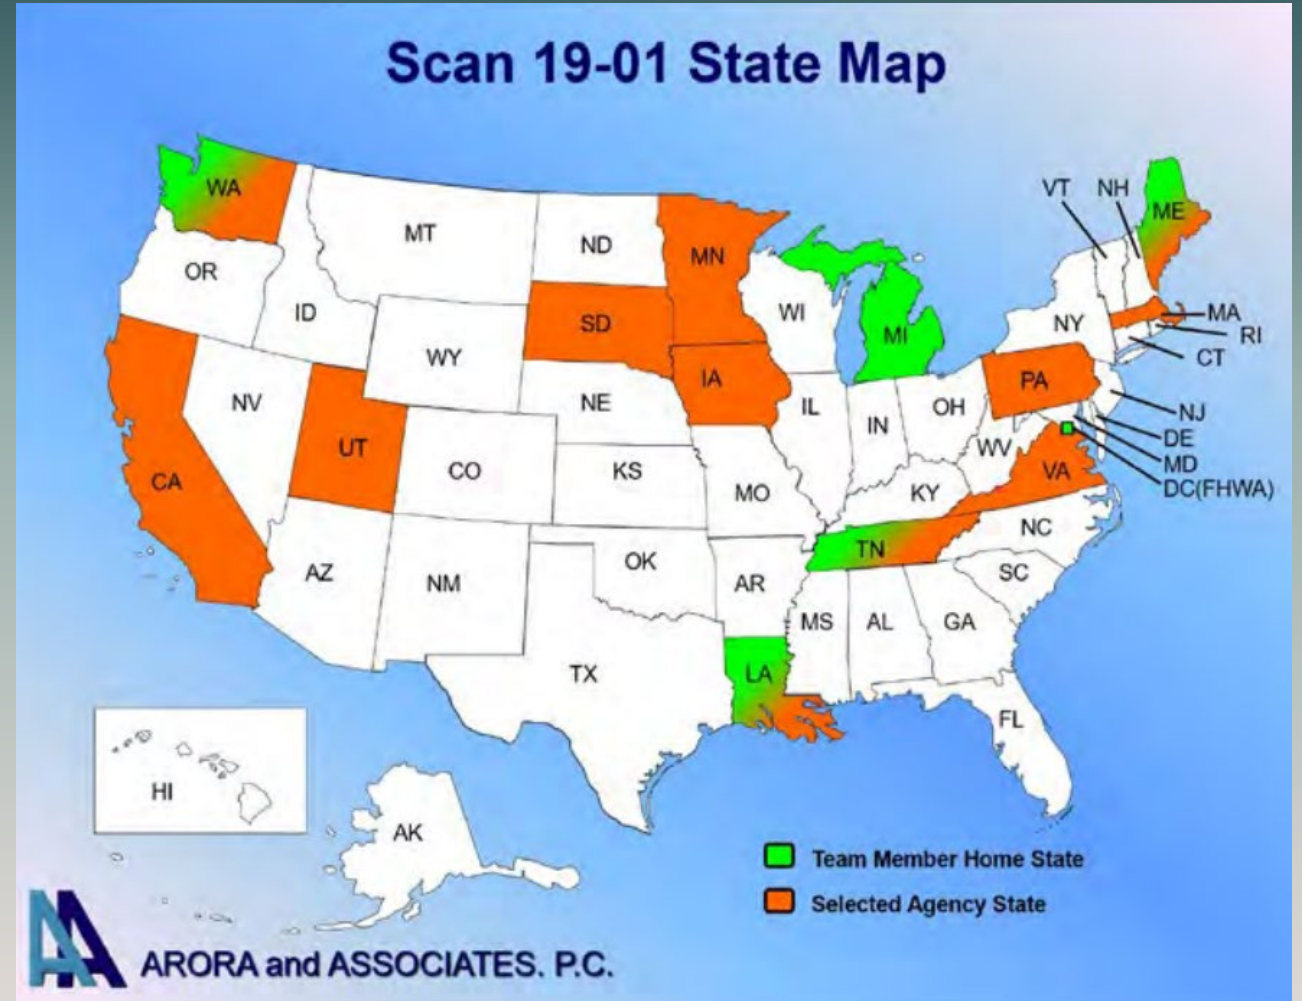 Scan 19-01 State Map
WA
MT
ND
MN
VT
NH
ME
OR
ID
SD
WI
MI
NY
MA
RI
CT
WY
IA
PA
NV
NE
IL
IN
OH
NJ
DE
MD
DC(FHWA)
UT
CO
KS
MO
WV
VA
KY
CA
NC
TN
AZ
NM
OK
AR
SC
MS
AL
GA
TX
LA
FL
HI
AK
Team Member Home State
Selected Agency State
AA
ARORA and ASSOCIATES. P.C.